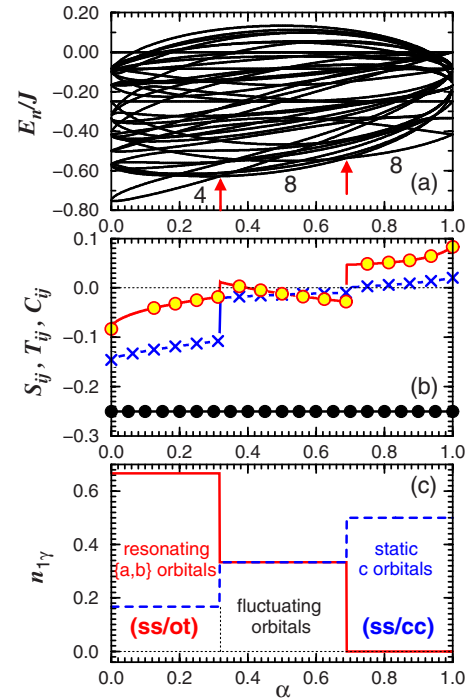 0.00
−0.20
−0.40
−0.60
−0.80
E_n/J
4
8
8
(a)
0.0 0.2 0.4 0.6 0.8 1.0
0.1
0.0
−0.1
−0.2
−0.3
S_ij , T_ij , C_ij
(b)
0.0 0.2 0.4 0.6 0.8 1.0
0.6
0.4
0.2
0.0
n_1γ
(c)
resonating
{a,b} orbitals
static
c orbitals
fluctuating
orbitals
(ss/ot)
(ss/cc)
0.0 0.2 0.4 0.6 0.8 1.0
α